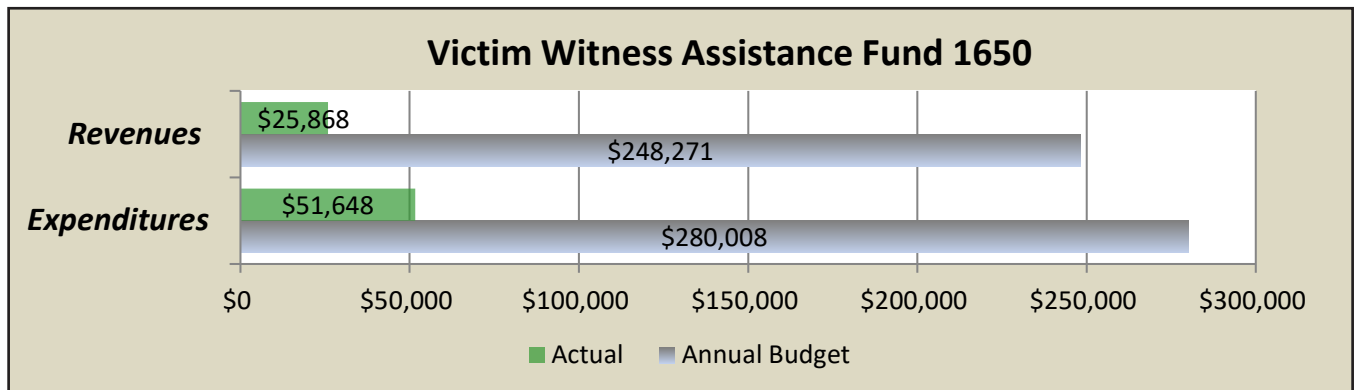 Victim Witness Assistance Fund 1650
Revenues
$25,868
$248,271
Expenditures
$51,648
$280,008
$0 $50,000 $100,000 $150,000 $200,000 $250,000 $300,000
Actual Annual Budget